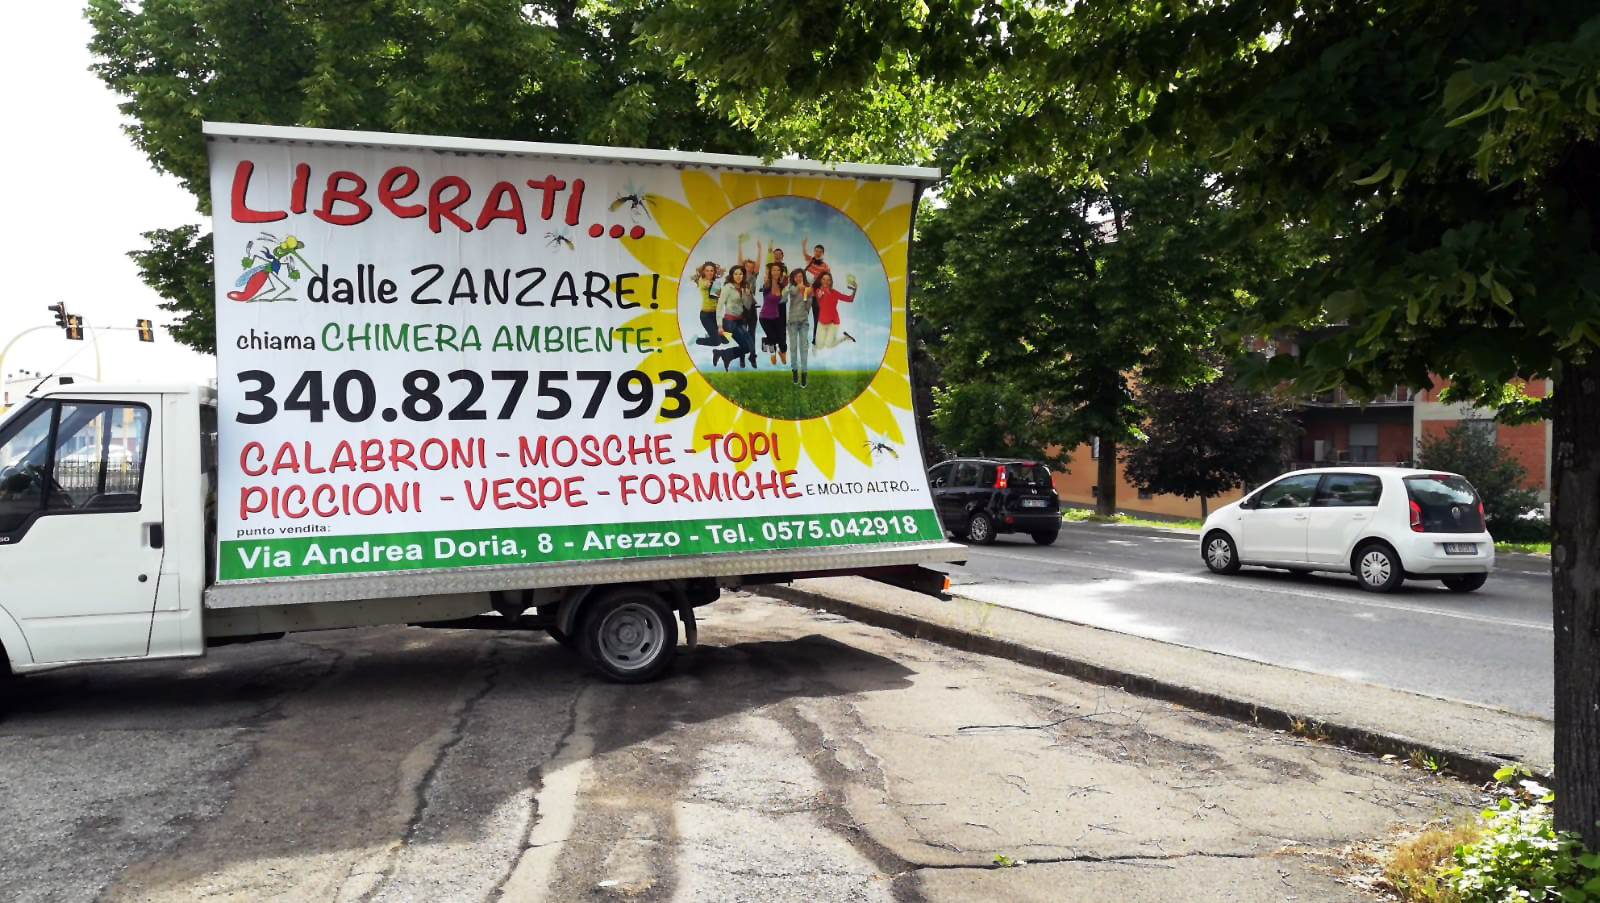 LIBERATI...
dalle ZANZARE!
chiama CHIMERA AMBIENTE:
340.8275793
CALABRONI - MOSCHE - TOPI
PICCIONI - VESPE - FORMICHE E MOLTO ALTRO...
punto vendita:
Via Andrea Doria, 8 - Arezzo - Tel. 0575.042918